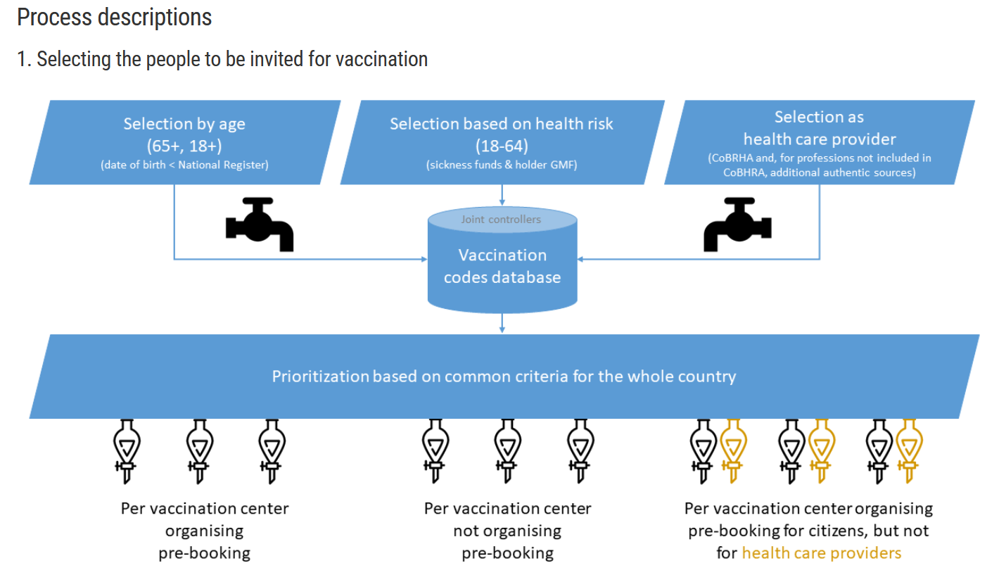 Process descriptions
1. Selecting the people to be invited for vaccination
Selection by age
(65+, 18+)
(date of birth < National Register)
Selection based on health risk
(18-64)
(sickness funds & holder GMF)
Selection as
health care provider
(CoBRHA and, for professions not included in
CoBHRA, additional authentic sources)
Joint controllers
Vaccination
codes database
Prioritization based on common criteria for the whole country
Per vaccination center
organising
pre-booking
Per vaccination center
not organising
pre-booking
Per vaccination center organising
pre-booking for citizens, but not
for health care providers